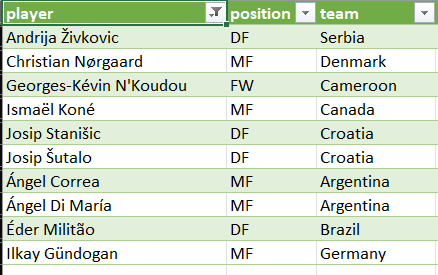 player position team
Andrija Živkovic DF Serbia
Christian Nørgaard MF Denmark
Georges-Kévin N'Koudou FW Cameroon
Ismaël Koné MF Canada
Josip Stanišic DF Croatia
Josip Šutalo DF Croatia
Ángel Correa MF Argentina
Ángel Di María MF Argentina
Éder Militão DF Brazil
Ilkay Gündogan MF Germany